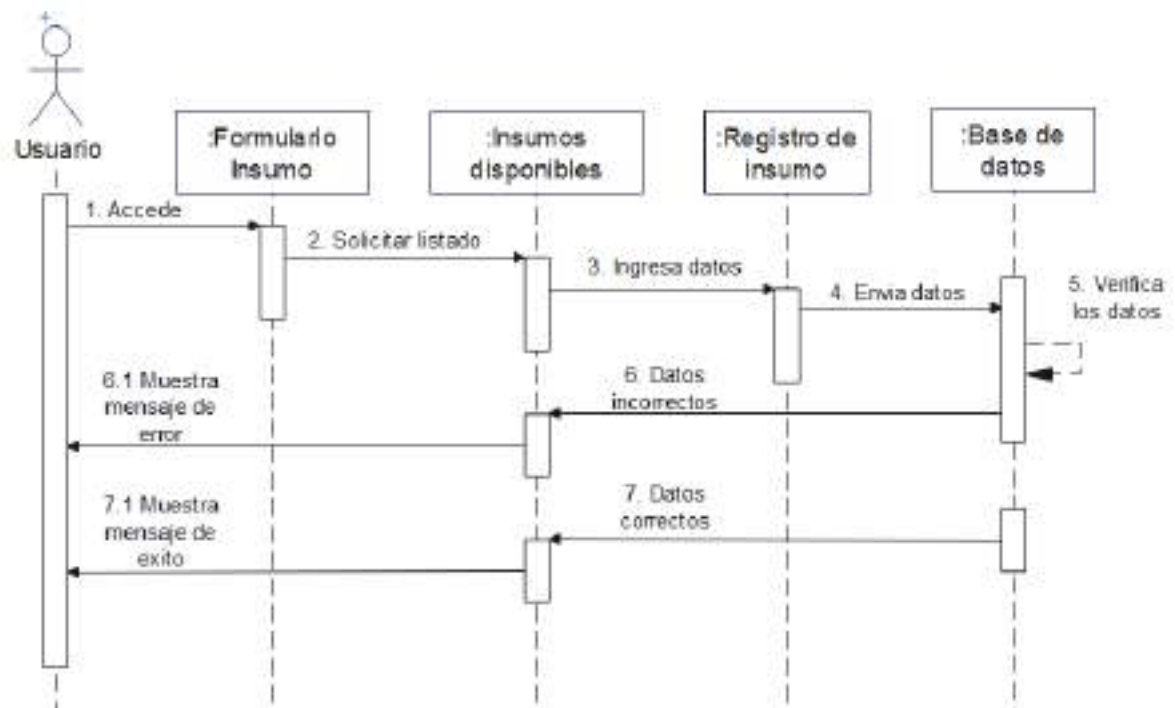 Usuario
:Formulario
Insumo
:Insumos
disponibles
:Registro de
insumo
:Base de
datos
1. Accede
2. Solicitar listado
3. Ingresa datos
4. Envia datos
5. Verifica
los datos
6. Datos
incorrectos
6.1 Muestra
mensaje de
error
7. Datos
correctos
7.1 Muestra
mensaje de
exito